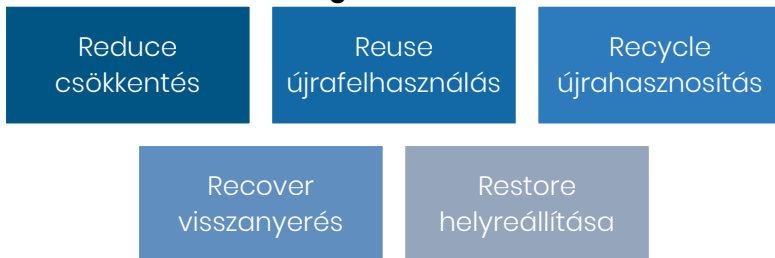 Reduce
csökkentés
Reuse
újrafelhasználás
Recycle
újrahasznosítás
Recover
visszanyerés
Restore
helyreállítása